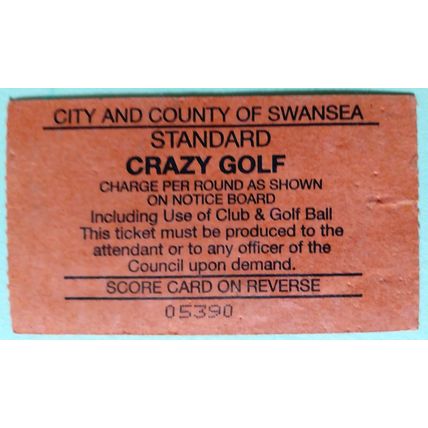 CITY AND COUNTY OF SWANSEA
STANDARD
CRAZY GOLF
CHARGE PER ROUND AS SHOWN
ON NOTICE BOARD
Including Use of Club & Golf Ball
This ticket must be produced to the
attendant or to any officer of the
Council upon demand.
SCORE CARD ON REVERSE
05390